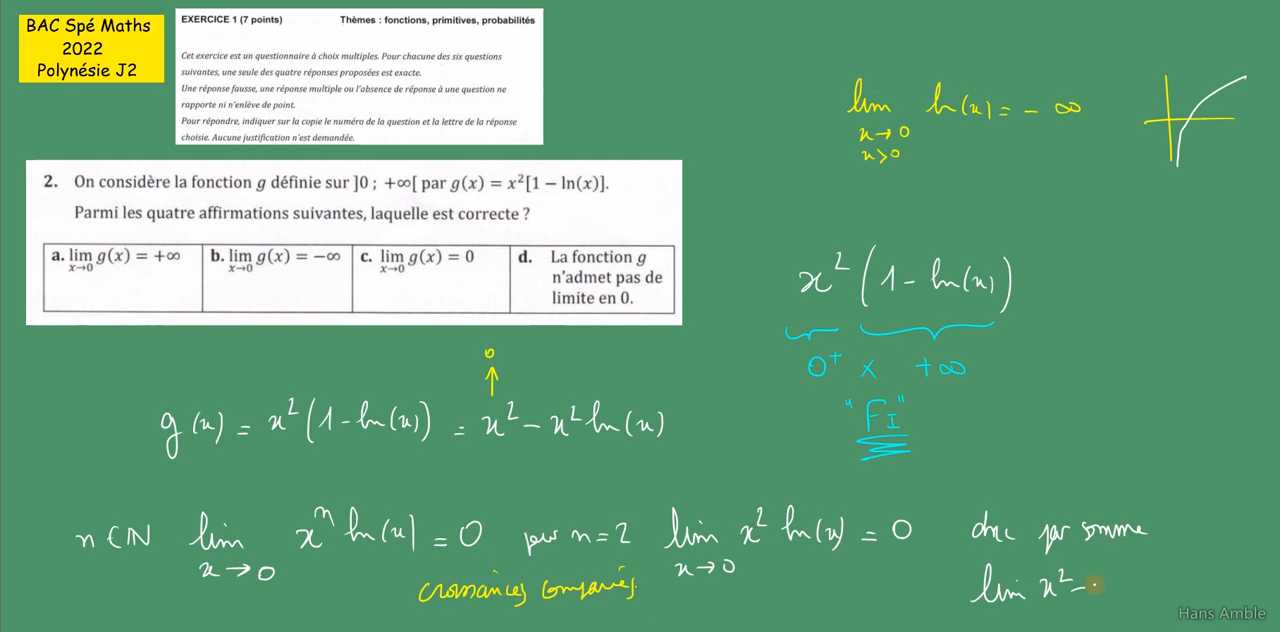 BAC Spé Maths
2022
Polynésie J2
EXERCICE 1 (7 points) Thèmes : fonctions, primitives, probabilités
Cet exercice est un questionnaire à choix multiples. Pour chacune des six questions
suivantes, une seule des quatre réponses proposées est exacte.
Une réponse fausse, une réponse multiple ou l'absence de réponse à une question ne
rapporte ni n'enlève de point.
Pour répondre, indiquer sur la copie le numéro de la question et la lettre de la réponse
choisie. Aucune justification n'est demandée.
lim ln(x) = - ∞
x→0
x>0
2. On considère la fonction g définie sur ]0 ; +∞[ par g(x) = x²[1 − ln(x)].
Parmi les quatre affirmations suivantes, laquelle est correcte ?
a. lim g(x) = +∞
x→0
b. lim g(x) = −∞
x→0
c. lim g(x) = 0
x→0
d. La fonction g
n'admet pas de
limite en 0.
x² (1 - ln(x))
0⁺ x +∞
"FI"
0
g(x) = x²(1-ln(x)) = x² - x² ln(x)
n∈N lim xⁿ ln(x) = 0 pour n=2 lim x² ln(x) = 0 donc par somme
x→0 x→0
croissances comparées
lim x² -
Hans Amble